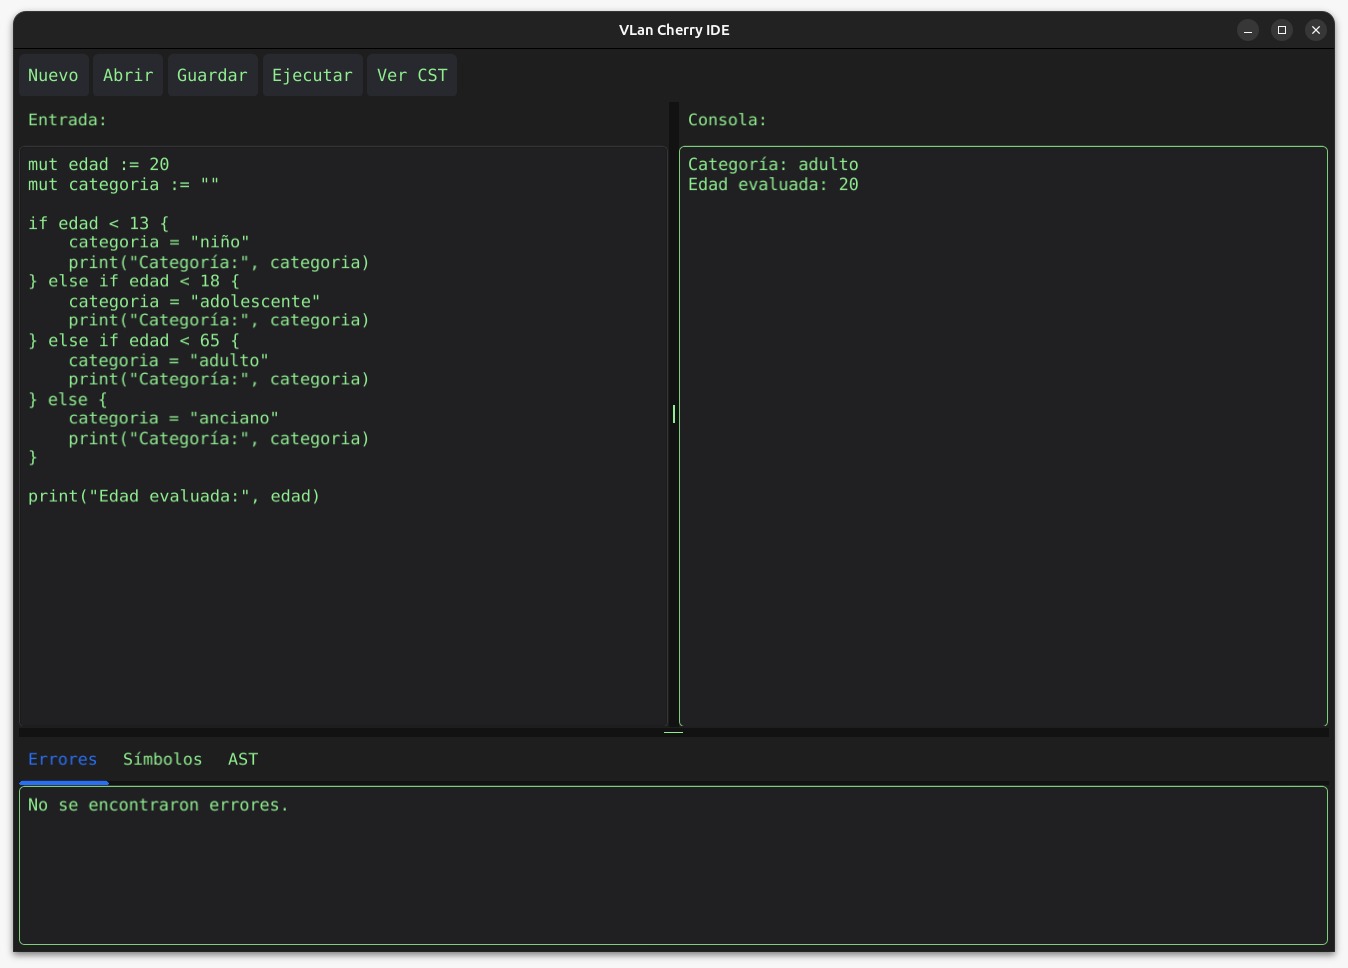 VLan Cherry IDE
Nuevo Abrir Guardar Ejecutar Ver CST
Entrada:
mut edad := 20
mut categoria := ""

if edad < 13 {
    categoria = "niño"
    print("Categoría:", categoria)
} else if edad < 18 {
    categoria = "adolescente"
    print("Categoría:", categoria)
} else if edad < 65 {
    categoria = "adulto"
    print("Categoría:", categoria)
} else {
    categoria = "anciano"
    print("Categoría:", categoria)
}

print("Edad evaluada:", edad)
Consola:
Categoría: adulto
Edad evaluada: 20
Errores Símbolos AST
No se encontraron errores.